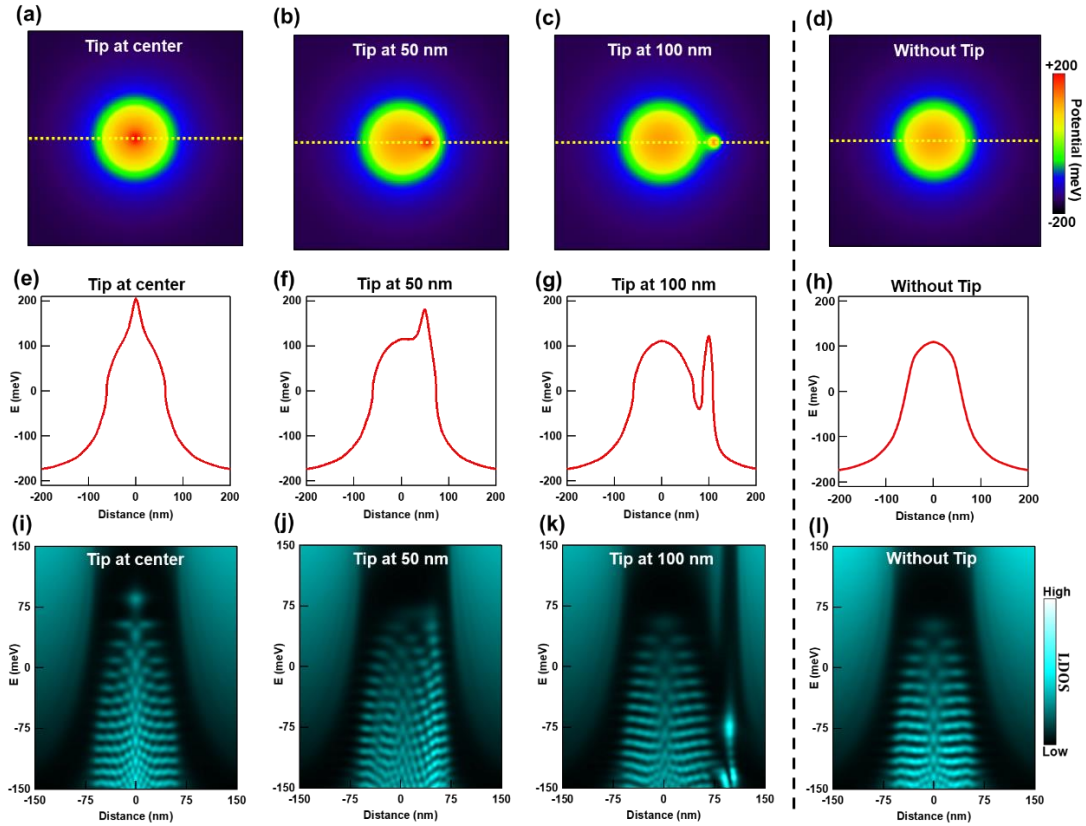 (a)
Tip at center
(b)
Tip at 50 nm
(c)
Tip at 100 nm
(d)
Without Tip
+200
Potential (meV)
-200
(e)
Tip at center
200
100
0
-100
-200
E (meV)
-200 -100 0 100 200
Distance (nm)
(f)
Tip at 50 nm
200
100
0
-100
-200
E (meV)
-200 -100 0 100 200
Distance (nm)
(g)
Tip at 100 nm
200
100
0
-100
-200
E (meV)
-200 -100 0 100 200
Distance (nm)
(h)
Without Tip
200
100
0
-100
-200
E (meV)
-200 -100 0 100 200
Distance (nm)
(i)
Tip at center
150
75
0
-75
-150
E (meV)
-150 -75 0 75 150
Distance (nm)
(j)
Tip at 50 nm
150
75
0
-75
-150
E (meV)
-150 -75 0 75 150
Distance (nm)
(k)
Tip at 100 nm
150
75
0
-75
-150
E (meV)
-150 -75 0 75 150
Distance (nm)
(l)
Without Tip
150
75
0
-75
-150
E (meV)
-150 -75 0 75 150
Distance (nm)
High
LDOS
Low